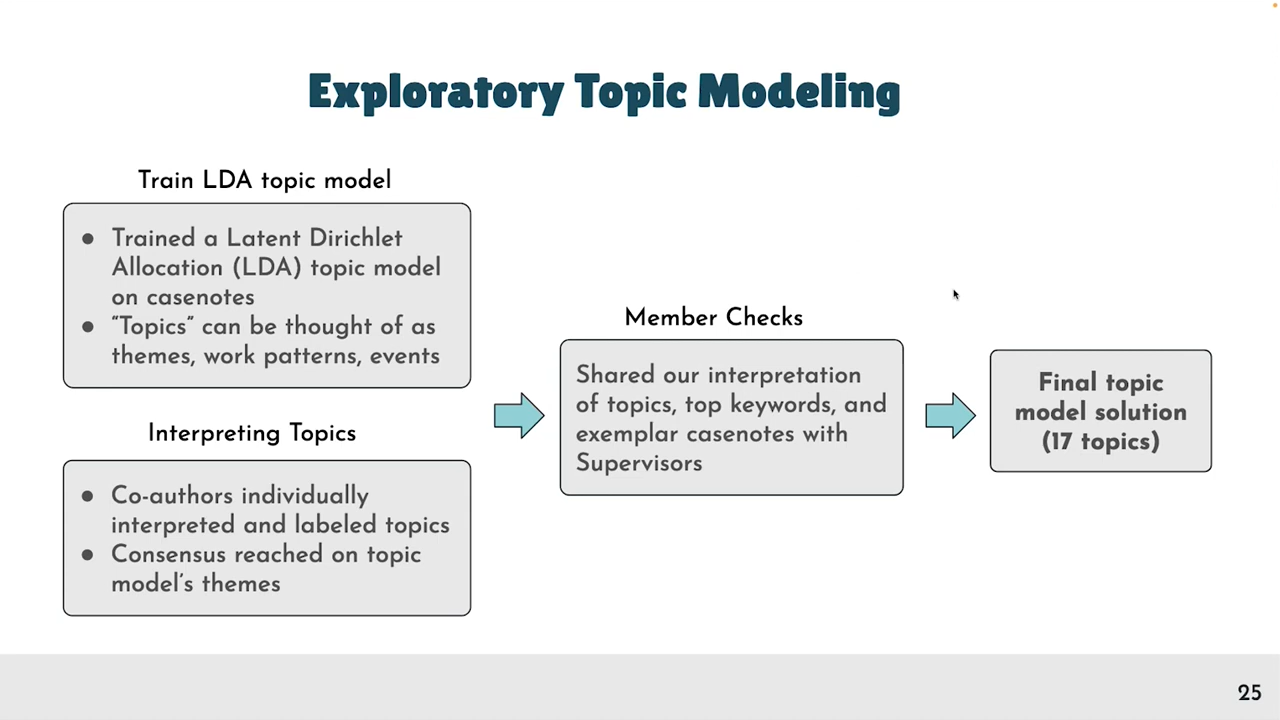 Exploratory Topic Modeling
Train LDA topic model
● Trained a Latent Dirichlet
Allocation (LDA) topic model
on casenotes
● “Topics” can be thought of as
themes, work patterns, events
Interpreting Topics
● Co-authors individually
interpreted and labeled topics
● Consensus reached on topic
model’s themes
Member Checks
Shared our interpretation
of topics, top keywords, and
exemplar casenotes with
Supervisors
Final topic
model solution
(17 topics)
25